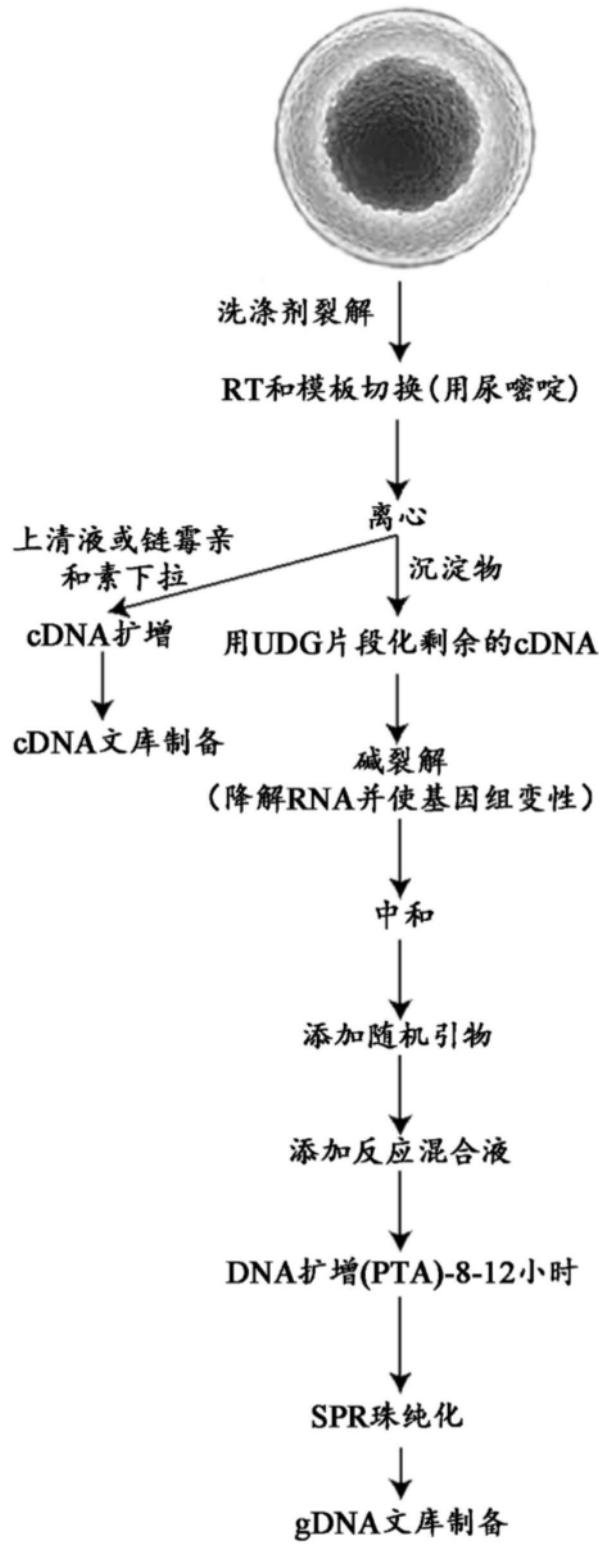 洗涤剂裂解
RT和模板切换(用尿嘧啶)
离心
上清液或链霉亲
和素下拉
沉淀物
cDNA扩增
用UDG片段化剩余的cDNA
cDNA文库制备
碱裂解
(降解RNA并使基因组变性)
中和
添加随机引物
添加反应混合液
DNA扩增(PTA)-8-12小时
SPR珠纯化
gDNA文库制备